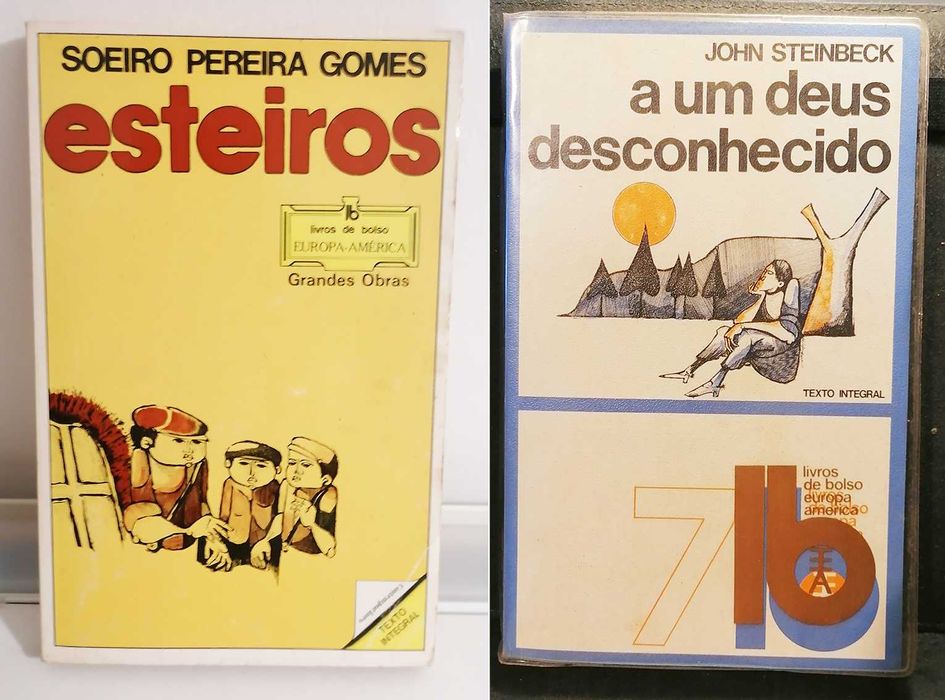 SOEIRO PEREIRA GOMES
esteiros
lb
livros de bolso
EUROPA-AMÉRICA
Grandes Obras
TEXTO
INTEGRAL
JOHN STEINBECK
a um deus
desconhecido
TEXTO INTEGRAL
7
lb
livros
de bolso
europa
america